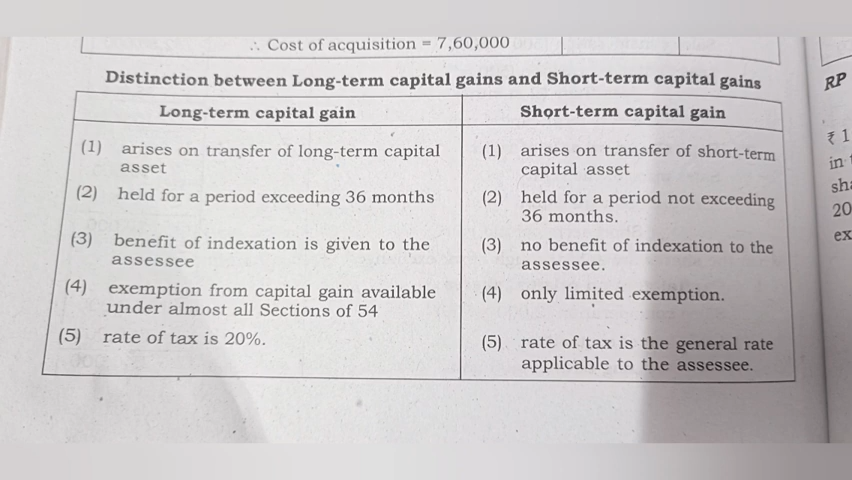 ∴ Cost of acquisition = 7,60,000
Distinction between Long-term capital gains and Short-term capital gains
Long-term capital gain
(1) arises on transfer of long-term capital
asset
(2) held for a period exceeding 36 months
(3) benefit of indexation is given to the
assessee
(4) exemption from capital gain available
under almost all Sections of 54
(5) rate of tax is 20%.
Short-term capital gain
(1) arises on transfer of short-term
capital asset
(2) held for a period not exceeding
36 months.
(3) no benefit of indexation to the
assessee.
(4) only limited exemption.
(5) rate of tax is the general rate
applicable to the assessee.
RP
₹ 1
in
20
ex